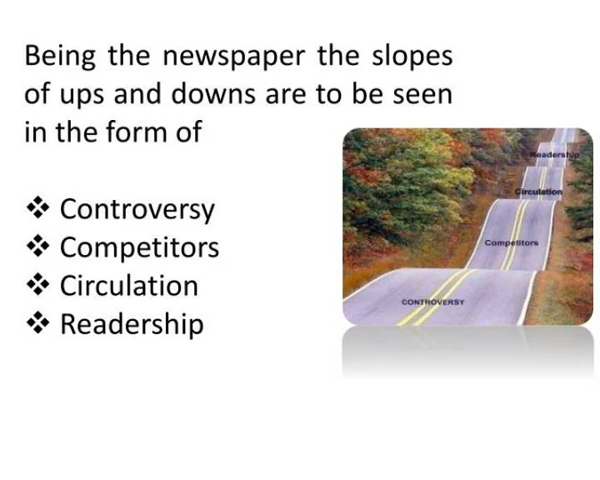 Being the newspaper the slopes
of ups and downs are to be seen
in the form of
❖ Controversy
❖ Competitors
❖ Circulation
❖ Readership
Readership
Circulation
Competitors
CONTROVERSY